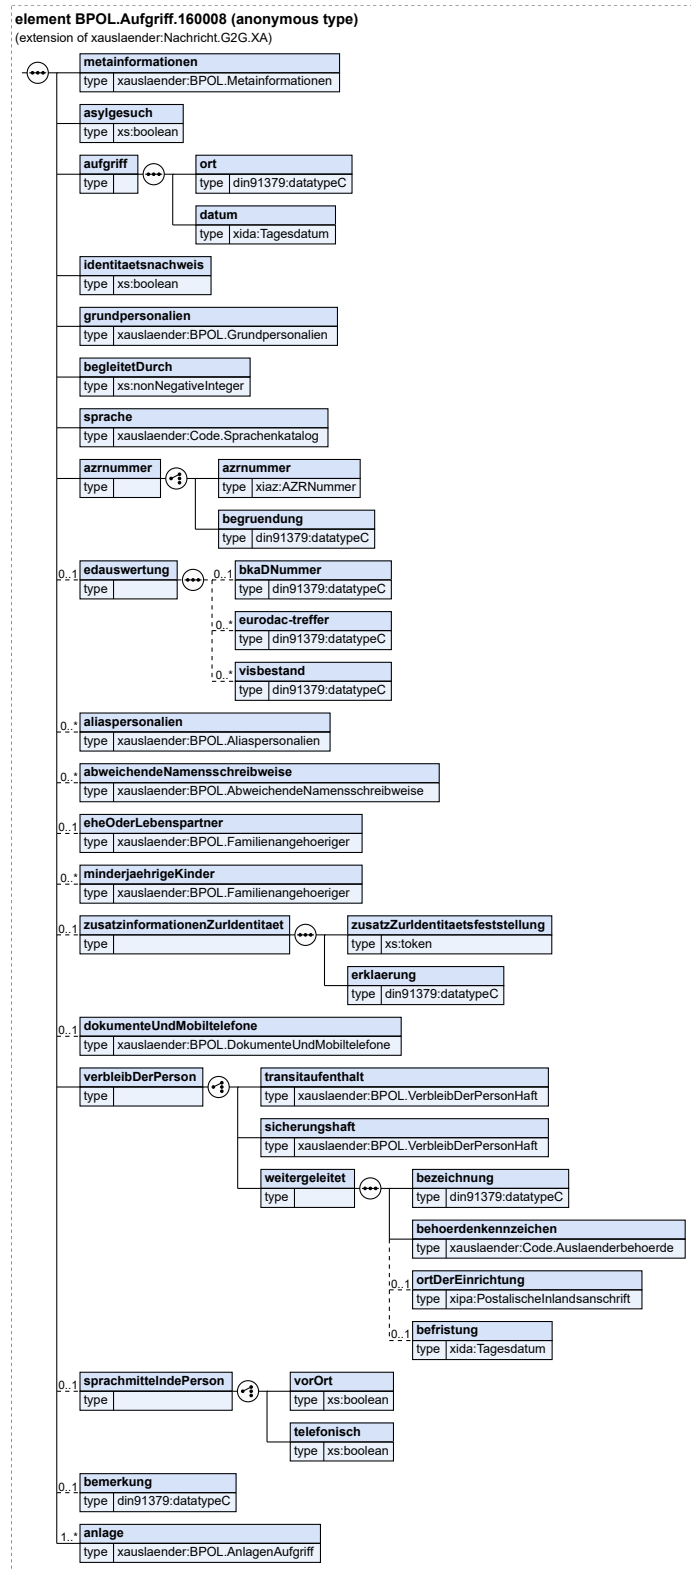 element BPOL.Aufgriff.160008 (anonymous type)
(extension of xauslaender:Nachricht.G2G.XA)
metainformationen
type xauslaender:BPOL.Metainformationen
asylgesuch
type xs:boolean
aufgriff
type
ort
type din91379:datatypeC
datum
type xida:Tagesdatum
identitaetsnachweis
type xs:boolean
grundpersonalien
type xauslaender:BPOL.Grundpersonalien
begleitetDurch
type xs:nonNegativeInteger
sprache
type xauslaender:Code.Sprachenkatalog
azrnummer
type
azrnummer
type xiaz:AZRNummer
begruendung
type din91379:datatypeC
0..1 edauswertung
type
0..1 bkaDNummer
type din91379:datatypeC
0..* eurodac-treffer
type din91379:datatypeC
0..* visbestand
type din91379:datatypeC
0..* aliaspersonalien
type xauslaender:BPOL.Aliaspersonalien
0..* abweichendeNamensschreibweise
type xauslaender:BPOL.AbweichendeNamensschreibweise
0..1 eheOderLebenspartner
type xauslaender:BPOL.Familienangehoeriger
0..* minderjaehrigeKinder
type xauslaender:BPOL.Familienangehoeriger
0..1 zusatzinformationenZurIdentitaet
type
zusatzZurIdentitaetsfeststellung
type xs:token
erklaerung
type din91379:datatypeC
0..1 dokumenteUndMobiltelefone
type xauslaender:BPOL.DokumenteUndMobiltelefone
verbleibDerPerson
type
transitaufenthalt
type xauslaender:BPOL.VerbleibDerPersonHaft
sicherungshaft
type xauslaender:BPOL.VerbleibDerPersonHaft
weitergeleitet
type
bezeichnung
type din91379:datatypeC
behoerdenkennzeichen
type xauslaender:Code.Auslaenderbehoerde
0..1 ortDerEinrichtung
type xipa:PostalischeInlandsanschrift
0..1 befristung
type xida:Tagesdatum
0..1 sprachmittelndePerson
type
vorOrt
type xs:boolean
telefonisch
type xs:boolean
0..1 bemerkung
type din91379:datatypeC
1..* anlage
type xauslaender:BPOL.AnlagenAufgriff